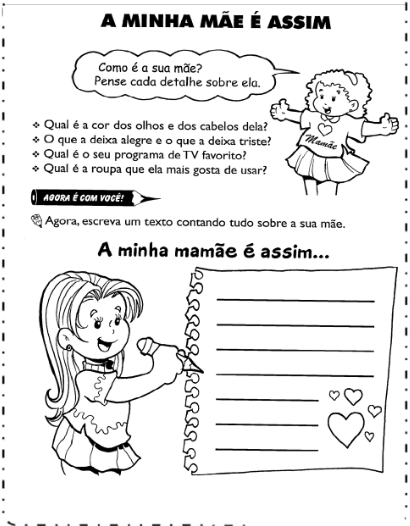 A MINHA MÃE É ASSIM
Como é a sua mãe?
Pense cada detalhe sobre ela.
Mamãe
❖ Qual é a cor dos olhos e dos cabelos dela?
❖ O que a deixa alegre e o que a deixa triste?
❖ Qual é o seu programa de TV favorito?
❖ Qual é a roupa que ela mais gosta de usar?
AGORA É COM VOCÊ!
Agora, escreva um texto contando tudo sobre a sua mãe.
A minha mamãe é assim...